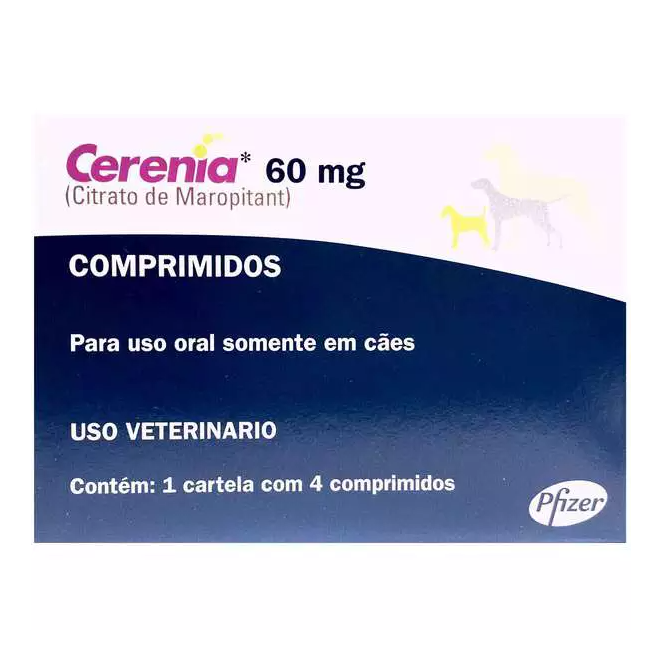 Cerenia* 60 mg
(Citrato de Maropitant)
COMPRIMIDOS
Para uso oral somente em cães
USO VETERINARIO
Contém: 1 cartela com 4 comprimidos
Pfizer